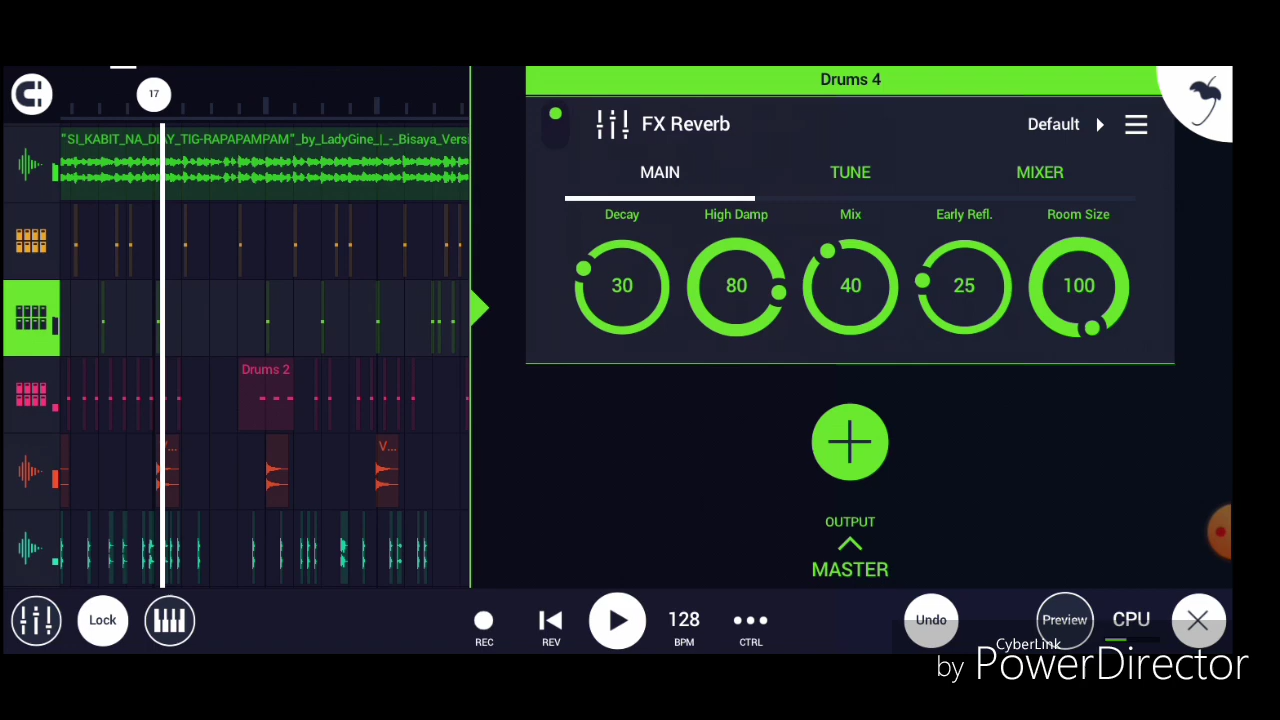 17
Drums 4
"SI_KABIT_NA_DI
Y_TIG-RAPAPAMPAM"_by_LadyGine_|_-_Bisaya_Vers
FX Reverb
Default
MAIN
TUNE
MIXER
Decay
High Damp
Mix
Early Refl.
Room Size
30
80
40
25
100
Drums 2
V...
V...
OUTPUT
MASTER
Lock
REC
REV
128
BPM
CTRL
Undo
Preview
CPU
CyberLink
by PowerDirector